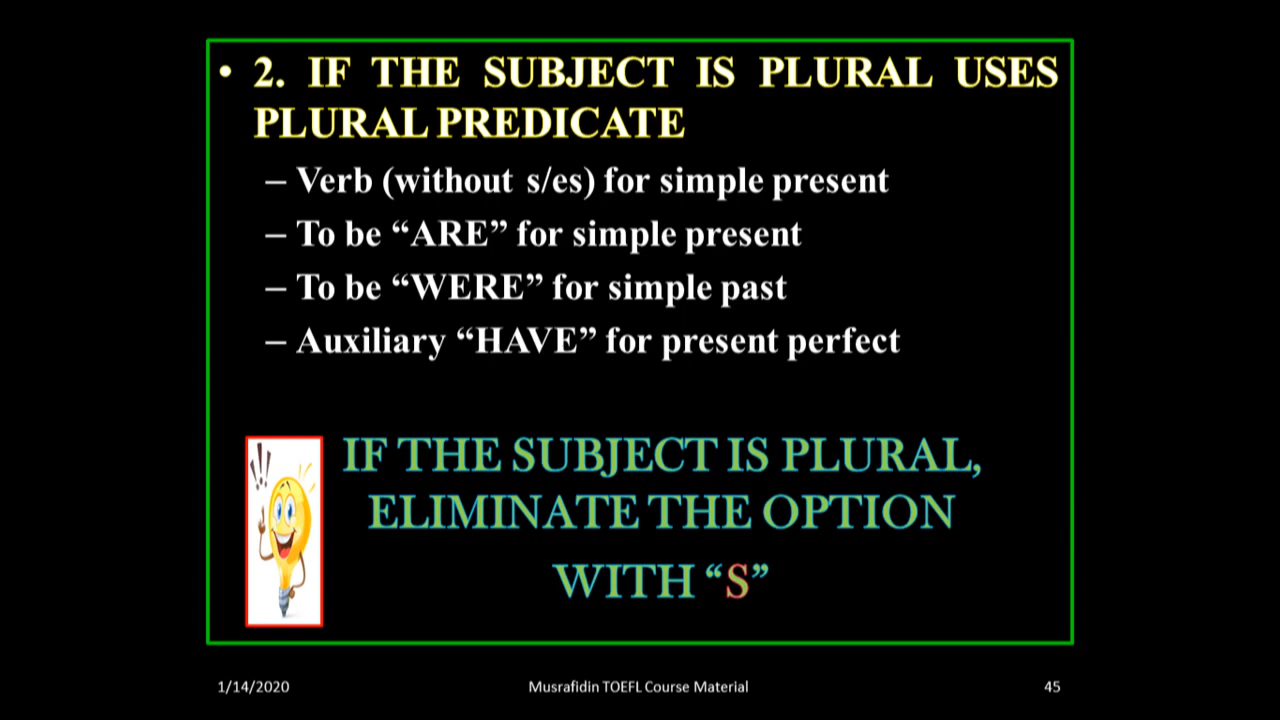 • 2. IF THE SUBJECT IS PLURAL USES
PLURAL PREDICATE
– Verb (without s/es) for simple present
– To be “ARE” for simple present
– To be “WERE” for simple past
– Auxiliary “HAVE” for present perfect
!!!
IF THE SUBJECT IS PLURAL,
ELIMINATE THE OPTION
WITH “S”
1/14/2020
Musrafidin TOEFL Course Material
45